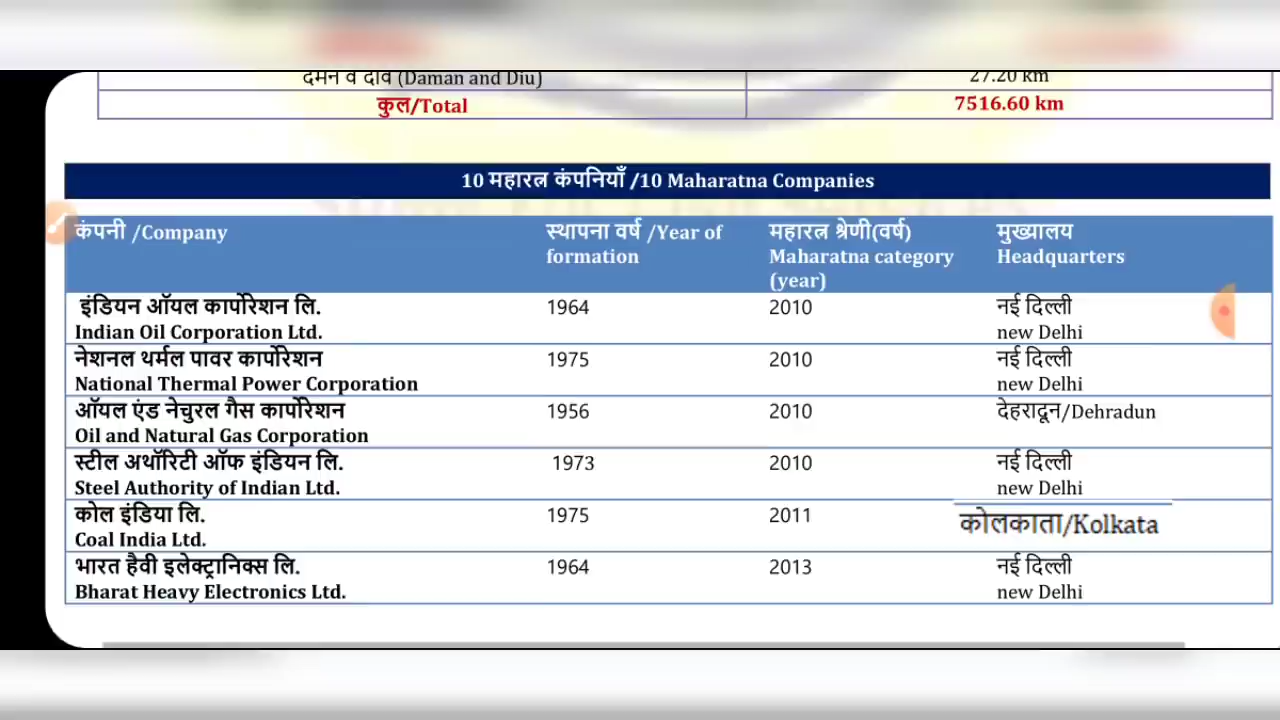 दमन व दीव (Daman and Diu) 27.20 km
कुल/Total 7516.60 km
10 महारत्न कंपनियाँ /10 Maharatna Companies
कंपनी /Company स्थापना वर्ष /Year of महारत्न श्रेणी(वर्ष) मुख्यालय
formation Maharatna category Headquarters
(year)
इंडियन ऑयल कार्पोरेशन लि. 1964 2010 नई दिल्ली
Indian Oil Corporation Ltd. new Delhi
नेशनल थर्मल पावर कार्पोरेशन 1975 2010 नई दिल्ली
National Thermal Power Corporation new Delhi
ऑयल एंड नेचुरल गैस कार्पोरेशन 1956 2010 देहरादून/Dehradun
Oil and Natural Gas Corporation
स्टील अथॉरिटी ऑफ इंडियन लि. 1973 2010 नई दिल्ली
Steel Authority of Indian Ltd. new Delhi
कोल इंडिया लि. 1975 2011 कोलकाता/Kolkata
Coal India Ltd.
भारत हैवी इलेक्ट्रानिक्स लि. 1964 2013 नई दिल्ली
Bharat Heavy Electronics Ltd. new Delhi